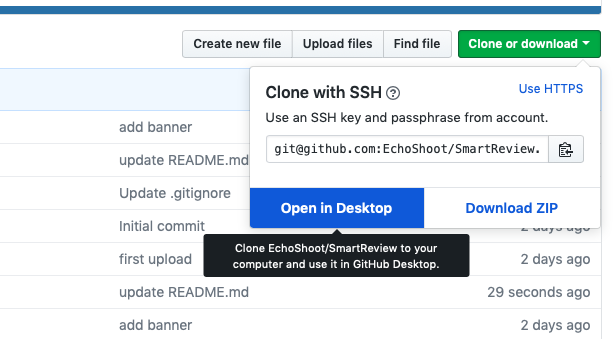 Create new file Upload files Find file Clone or download
Clone with SSH Use HTTPS
Use an SSH key and passphrase from account.
git@github.com:EchoShoot/SmartReview.
Open in Desktop Download ZIP
Clone EchoShoot/SmartReview to your
computer and use it in GitHub Desktop.
add banner
update README.md
Update .gitignore
Initial commit 2 days ago
first upload 2 days ago
update README.md 29 seconds ago
add banner 2 days ago